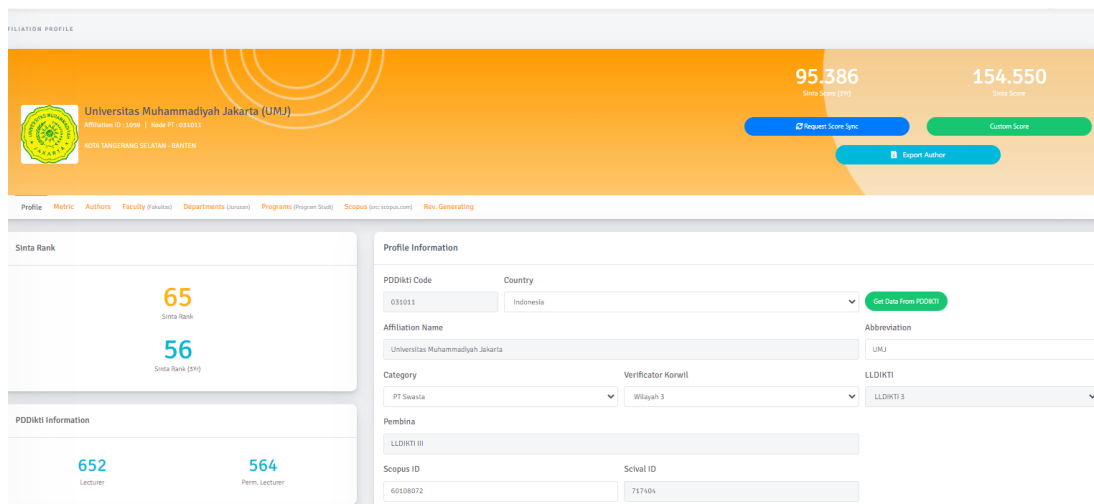 FILIATION PROFILE
95.386
Sinta Score (3Yr)
154.550
Sinta Score
Universitas Muhammadiyah Jakarta (UMJ)
Affiliation ID : 1059 | Kode PT : 031011
KOTA TANGERANG SELATAN - BANTEN
Request Score Sync
Custom Score
Export Author
Profile Metric Authors Faculty (Fakultas) Departments (Jurusan) Programs (Program Studi) Scopus (src: scopus.com) Rev. Generating
Sinta Rank
65
Sinta Rank
56
Sinta Rank (3Yr)
PDDikti Information
652
Lecturer
564
Perm. Lecturer
Profile Information
PDDikti Code
Country
031011
Indonesia
Get Data From PDDIKTI
Affiliation Name
Abbreviation
Universitas Muhammadiyah Jakarta
UMJ
Category
Verificator Korwil
LLDIKTI
PT Swasta
Wilayah 3
LLDIKTI 3
Pembina
LLDIKTI III
Scopus ID
Scival ID
60108072
717404